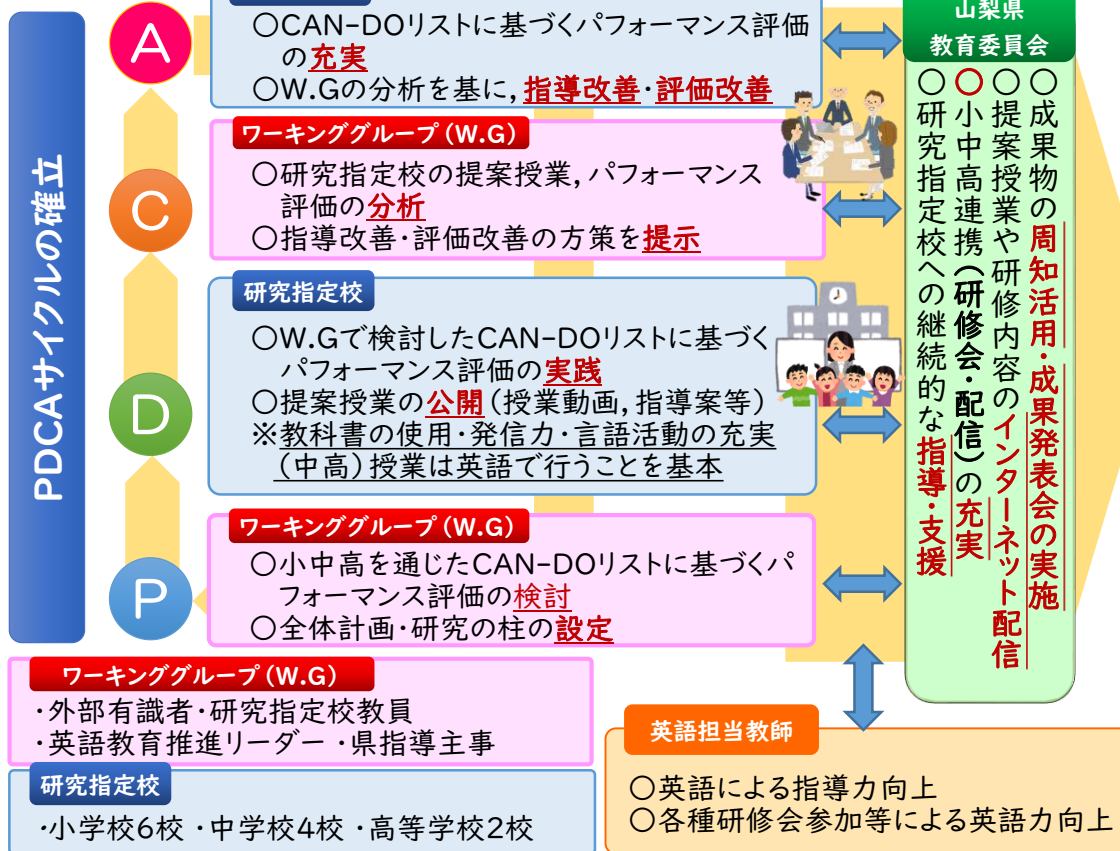 PDCAサイクルの確立
A
○CAN-DOリストに基づくパフォーマンス評価
の充実
○W.Gの分析を基に,指導改善・評価改善
C
ワーキンググループ(W.G)
○研究指定校の提案授業,パフォーマンス
評価の分析
○指導改善・評価改善の方策を提示
D
研究指定校
○W.Gで検討したCAN-DOリストに基づく
パフォーマンス評価の実践
○提案授業の公開(授業動画,指導案等)
※教科書の使用・発信力・言語活動の充実
(中高)授業は英語で行うことを基本
P
ワーキンググループ(W.G)
○小中高を通じたCAN-DOリストに基づくパ
フォーマンス評価の検討
○全体計画・研究の柱の設定
山梨県
教育委員会
○成果物の周知活用・成果発表会の実施
○提案授業や研修内容のインターネット配信
○小中高連携(研修会・配信)の充実
○研究指定校への継続的な指導・支援
ワーキンググループ(W.G)
・外部有識者・研究指定校教員
・英語教育推進リーダー ・県指導主事
研究指定校
・小学校6校 ・中学校4校 ・高等学校2校
英語担当教師
○英語による指導力向上
○各種研修会参加等による英語力向上